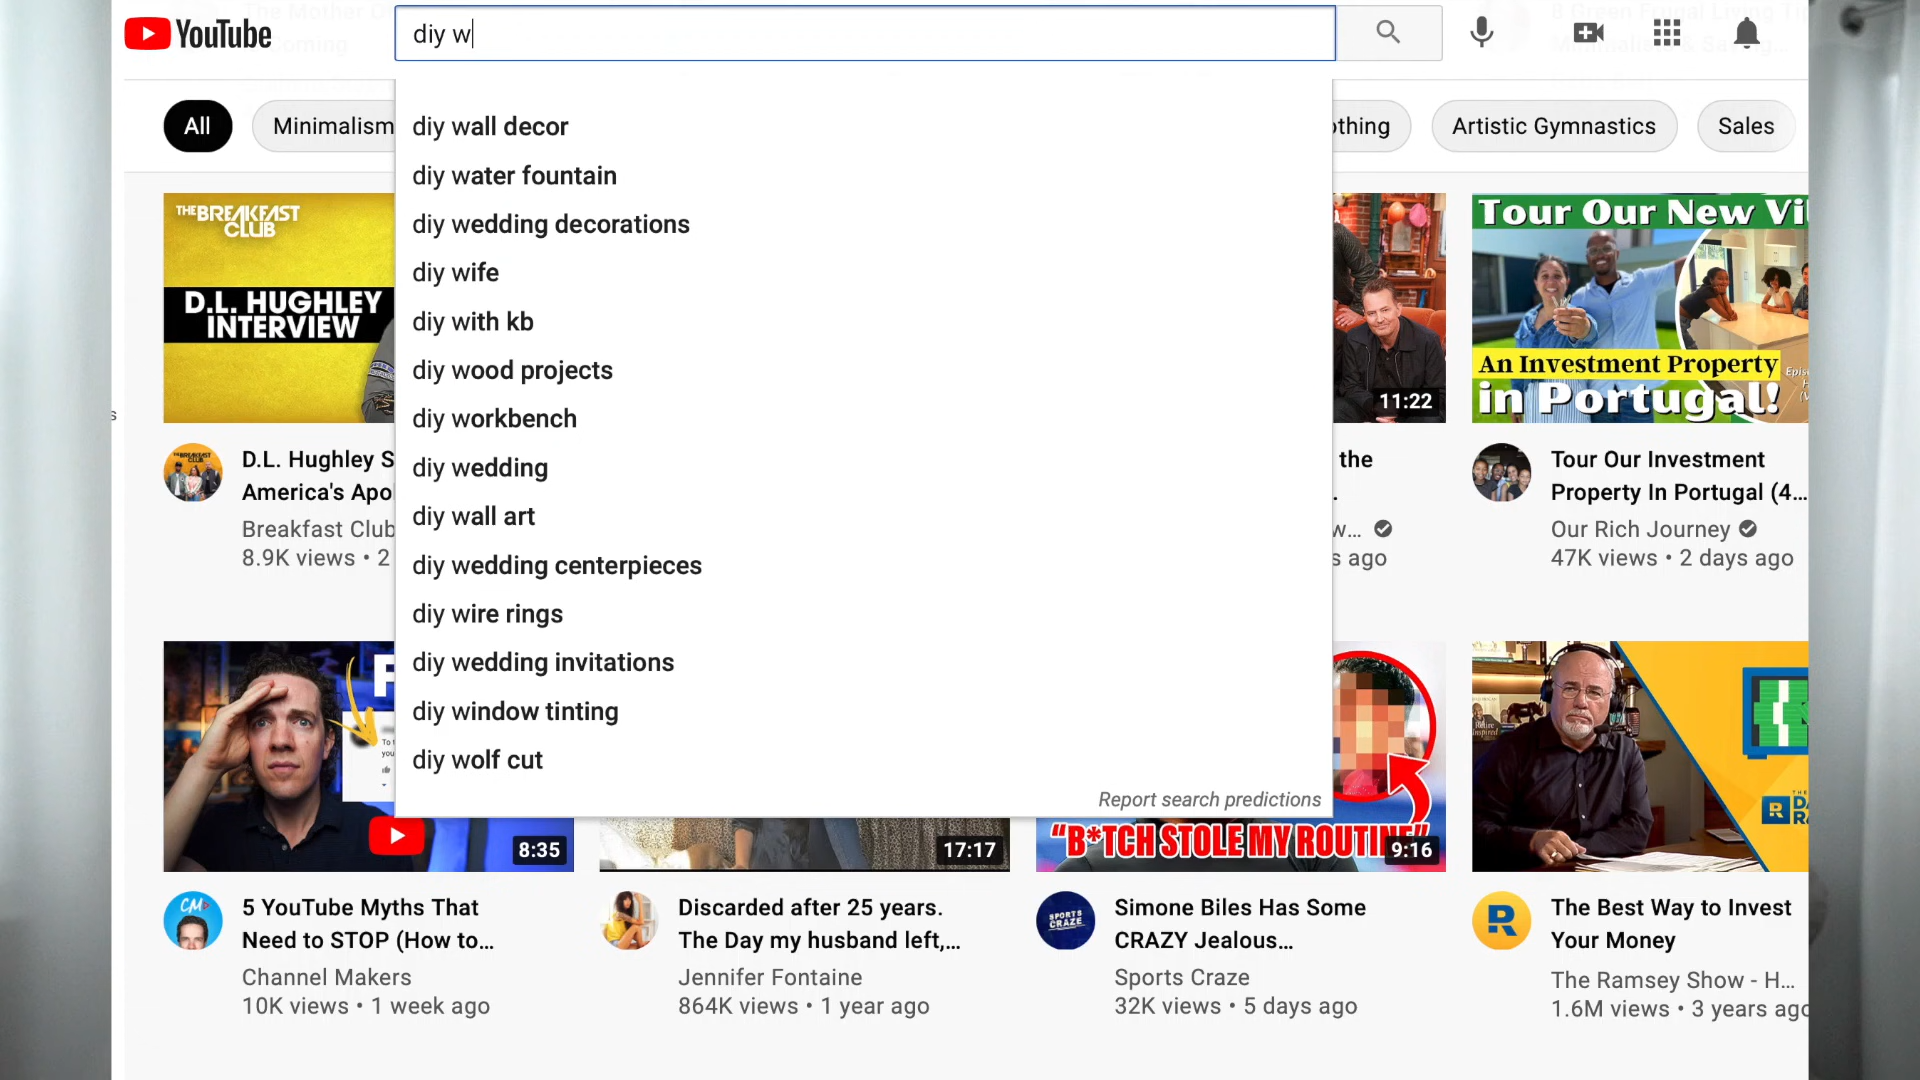 YouTube
diy w
All
Minimalism
thing
Artistic Gymnastics
Sales
diy wall decor
diy water fountain
diy wedding decorations
diy wife
diy with kb
diy wood projects
diy workbench
diy wedding
diy wall art
diy wedding centerpieces
diy wire rings
diy wedding invitations
diy window tinting
diy wolf cut
Report search predictions
THE BREAKFAST
CLUB
D.L. HUGHLEY
INTERVIEW
11:22
Tour Our New Vi
An Investment Property
in Portugal!
D.L. Hughley S
America's Apo
Breakfast Club
8.9K views • 2
the
w...
s ago
Tour Our Investment
Property In Portugal (4...
Our Rich Journey
47K views • 2 days ago
F
8:35
17:17
"B*TCH STOLE MY ROUTINE"
9:16
5 YouTube Myths That
Need to STOP (How to...
Channel Makers
10K views • 1 week ago
Discarded after 25 years.
The Day my husband left,...
Jennifer Fontaine
864K views • 1 year ago
SPORTS
CRAZE
Simone Biles Has Some
CRAZY Jealous...
Sports Craze
32K views • 5 days ago
R
The Best Way to Invest
Your Money
The Ramsey Show - H...
1.6M views • 3 years ago